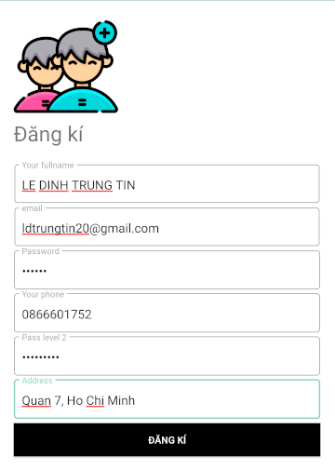 Đăng kí
Your fullname
LE DINH TRUNG TIN
email
ldtrungtin20@gmail.com
Password
••••••
Your phone
0866601752
Pass level 2
•••••••••
Address
Quan 7, Ho Chi Minh
ĐĂNG KÍ